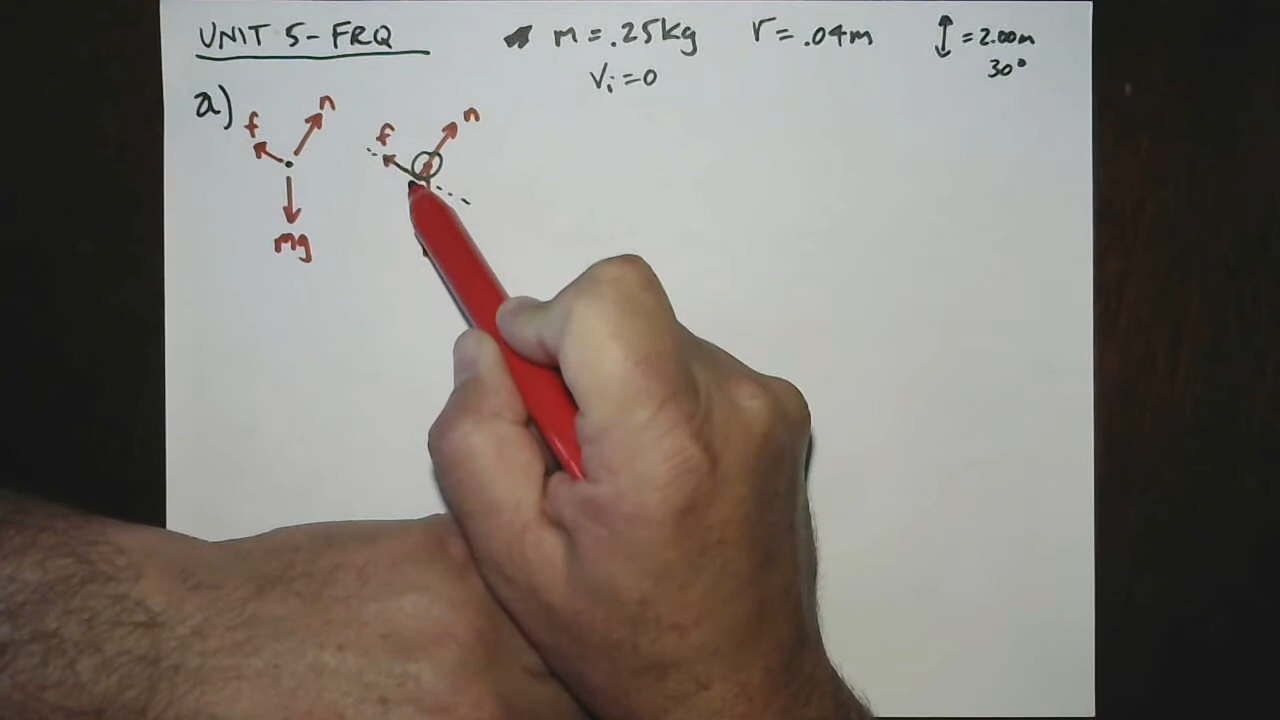 UNIT 5-FRQ
m = .25kg
r = .04m
↕ = 2.00m
30°
Vi = 0
a)
f
n
mg
f
n